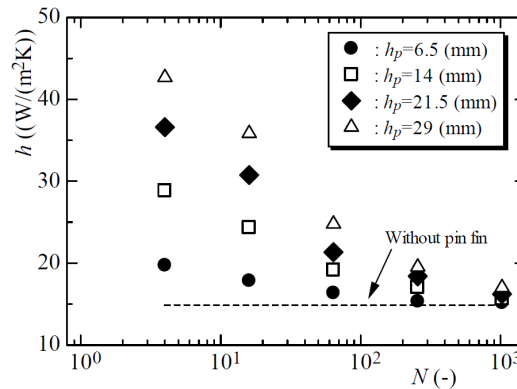 50
40
30
20
10
h ((W/(m²K)
: hₚ=6.5 (mm)
: hₚ=14 (mm)
: hₚ=21.5 (mm)
: hₚ=29 (mm)
Without pin fin
10⁰ 10¹ 10² 10³
N (-)